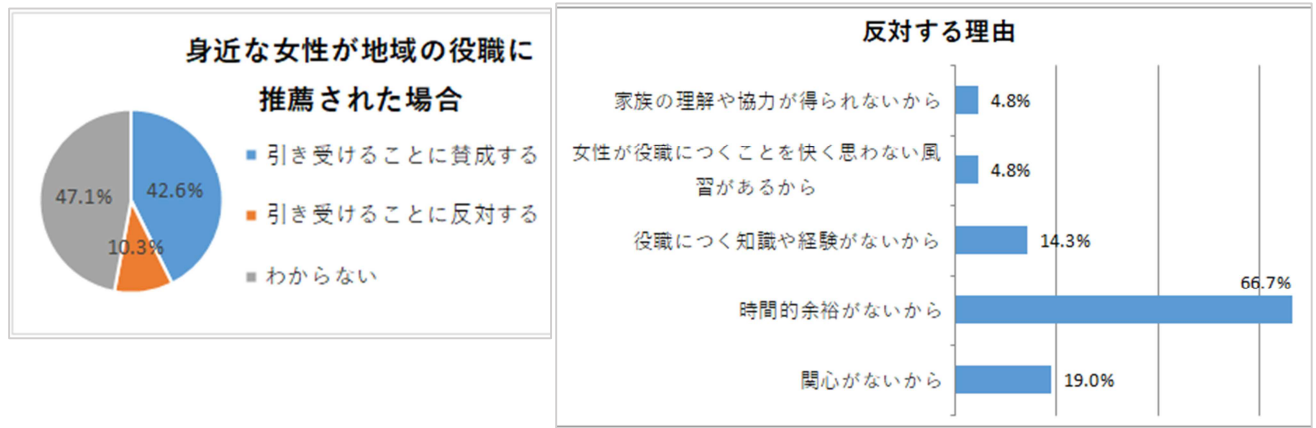 身近な女性が地域の役職に
推薦された場合
47.1%
42.6%
10.3%
引き受けることに賛成する
引き受けることに反対する
わからない
反対する理由
家族の理解や協力が得られないから
4.8%
女性が役職につくことを快く思わない風
習があるから
4.8%
役職につく知識や経験がないから
14.3%
時間的余裕がないから
66.7%
関心がないから
19.0%